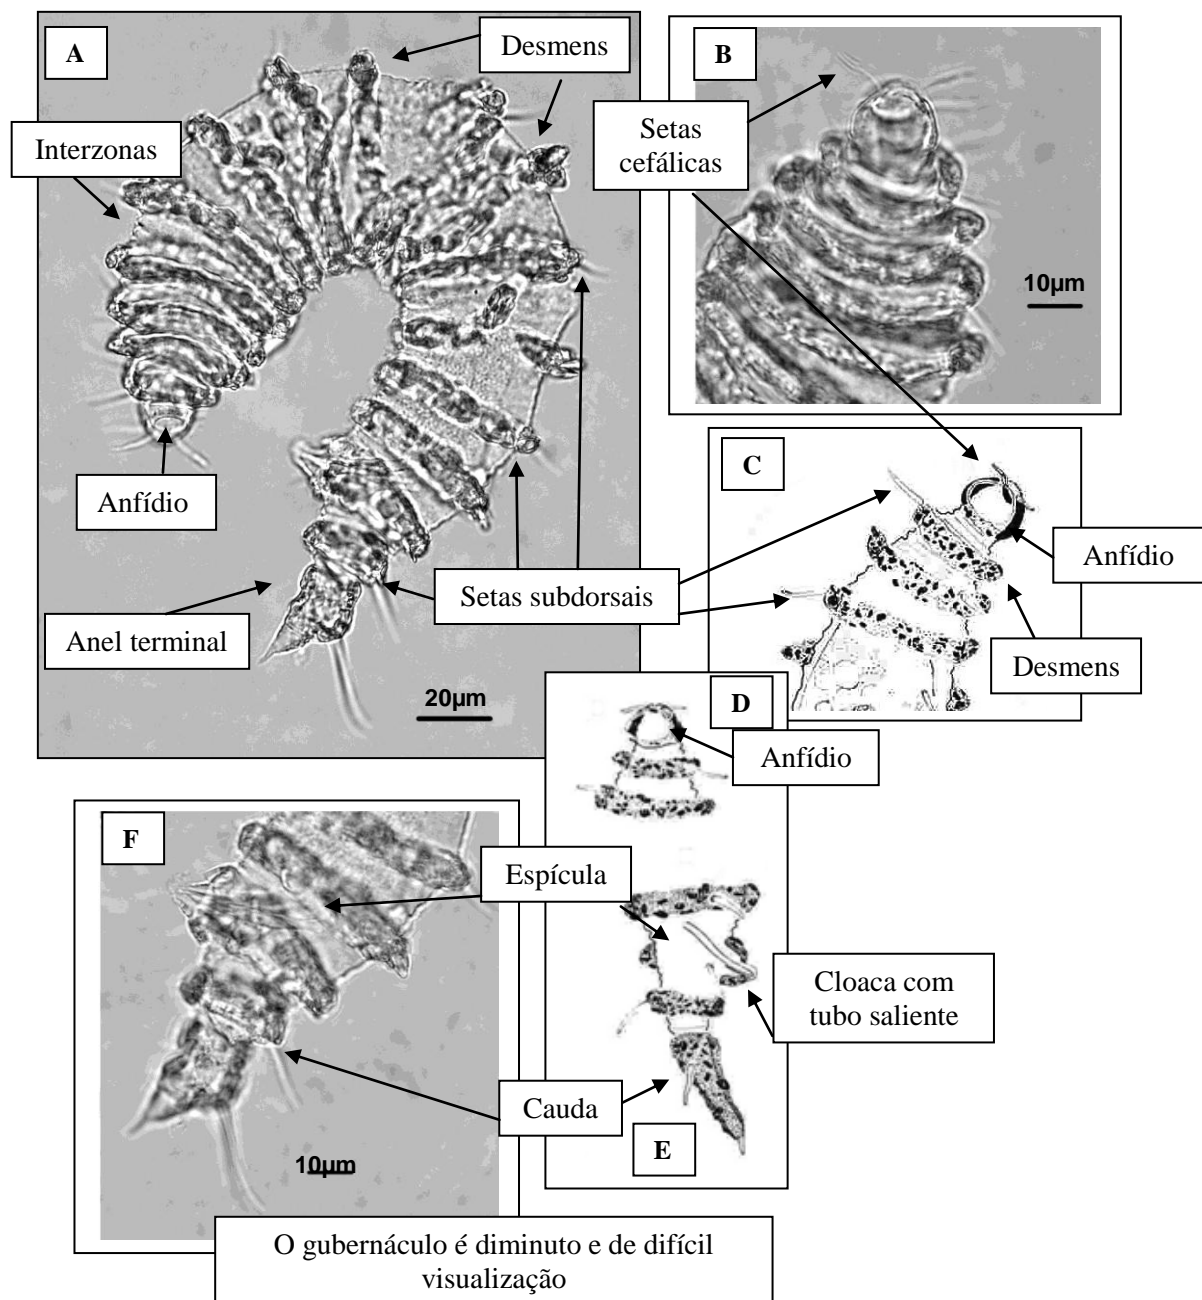 A
Desmens
B
Interzonas
Setas
cefálicas
10µm
Anfídio
C
Anfídio
Setas subdorsais
Anel terminal
Desmens
20µm
D
Anfídio
F
Espícula
Cloaca com
tubo saliente
Cauda
E
10µm
O gubernáculo é diminuto e de difícil
visualização